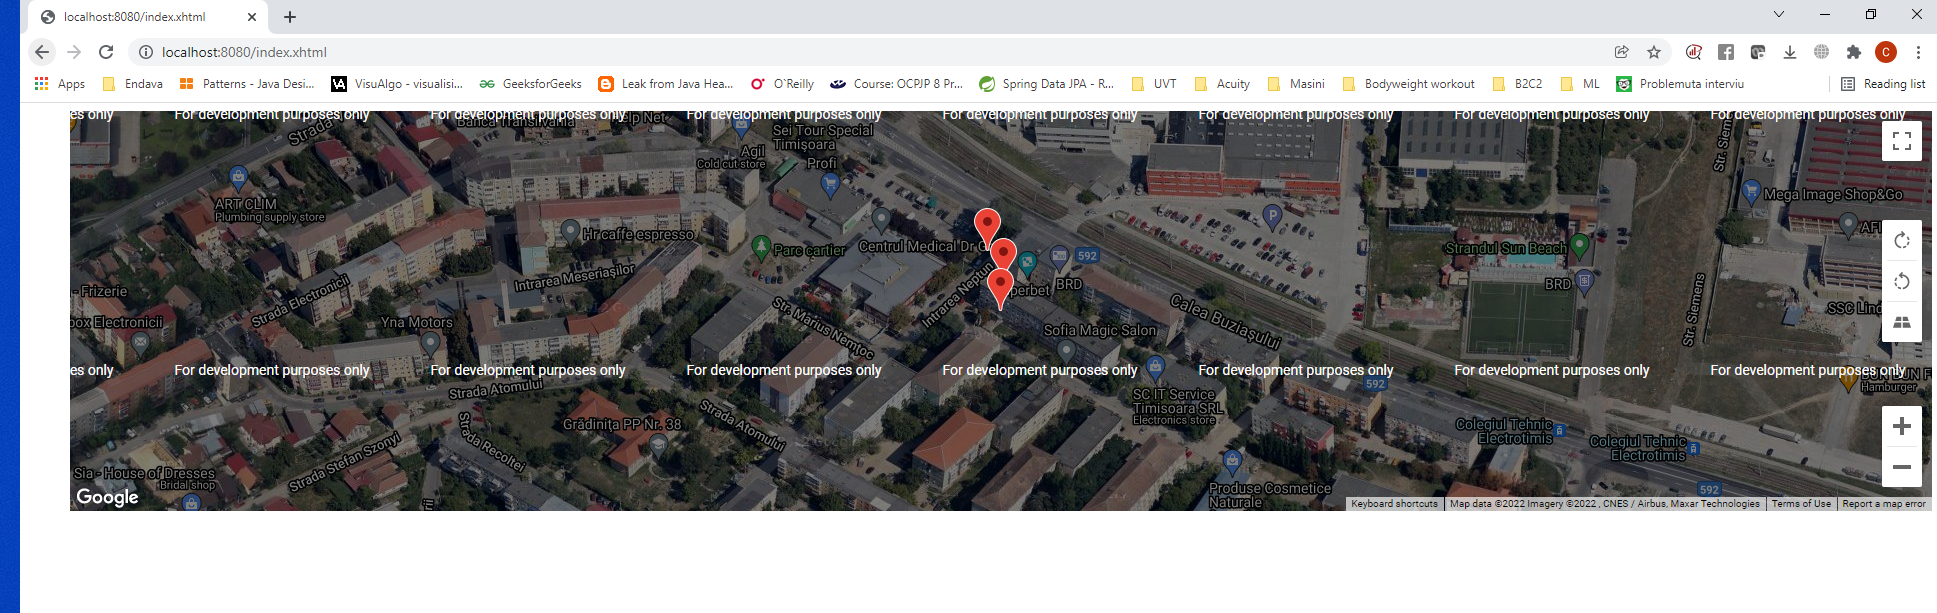 localhost:8080/index.xhtml
localhost:8080/index.xhtml
C
Apps
Endava
Patterns - Java Desi...
VisuAlgo - visualisi...
GeeksforGeeks
Leak from Java Hea...
O`Reilly
Course: OCPJP 8 Pr...
Spring Data JPA - R...
UVT
Acuity
Masini
Bodyweight workout
B2C2
ML
Problemuta interviu
Reading list
es only
For development purposes only
For development purposes only
For development purposes only
For development purposes only
For development purposes only
For development purposes only
For development purposes only
Strada
Banca Transilvania
elp Net
Sei Tour Special
Timișoara
Agil
Cold cut store
Profi
Str. Siem
ART CLIM
Plumbing supply store
Hr caffe espresso
Parc cartier
Centrul Medical Dr G
592
Mega Image Shop&Go
AFI
Strandul Sun Beach
Intrarea Meseriașilor
Strada Electronicii
Intrarea Neptun
perbet
BRD
BRD
- Frizerie
box Electronicii
Yna Motors
Str. Marius Nemțoc
Sofia Magic Salon
Calea Buziașului
Str. Siemens
SSC Lind
es only
For development purposes only
For development purposes only
For development purposes only
For development purposes only
For development purposes only
For development purposes only
For development purposes only
Hamburger
592
Strada Atomului
Strada Atomului
SC IT Service
Timisoara SRL
Electronics store
Grădinița PP Nr. 38
Strada Recoltei
Strada Stefan Szonyi
Colegiul Tehnic
Electrotimis
Colegiul Tehnic
Electrotimis
Sia - House of Dresses
Bridal shop
Produse Cosmetice
Naturale
592
Google
Keyboard shortcuts
Map data ©2022 Imagery ©2022 , CNES / Airbus, Maxar Technologies
Terms of Use
Report a map error